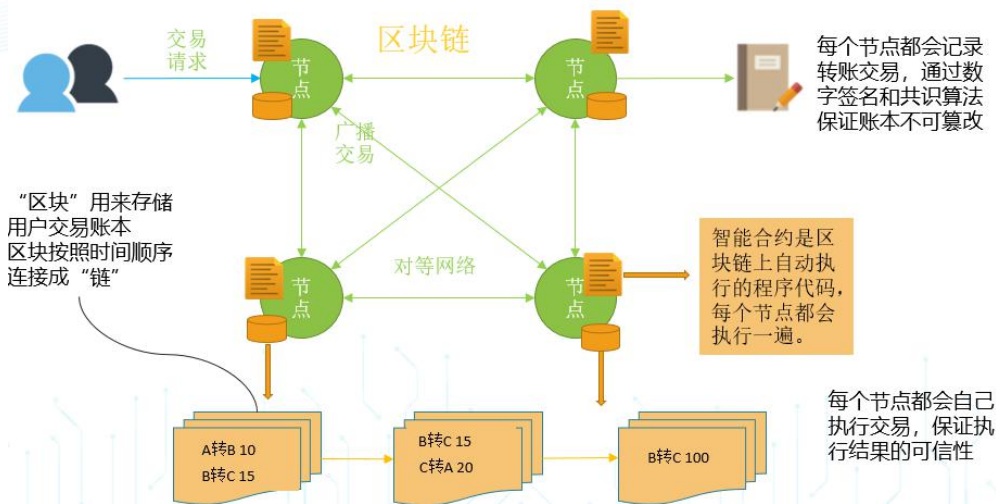 交易
请求
区块链
节
点
节
点
每个节点都会记录
转账交易，通过数
字签名和共识算法
保证账本不可篡改
广播
交易
“区块”用来存储
用户交易账本
区块按照时间顺序
连接成“链”
对等网络
节
点
节
点
智能合约是区
块链上自动执
行的程序代码，
每个节点都会
执行一遍。
每个节点都会自己
执行交易，保证执
行结果的可信性
A转B 10
B转C 15
B转C 15
C转A 20
B转C 100